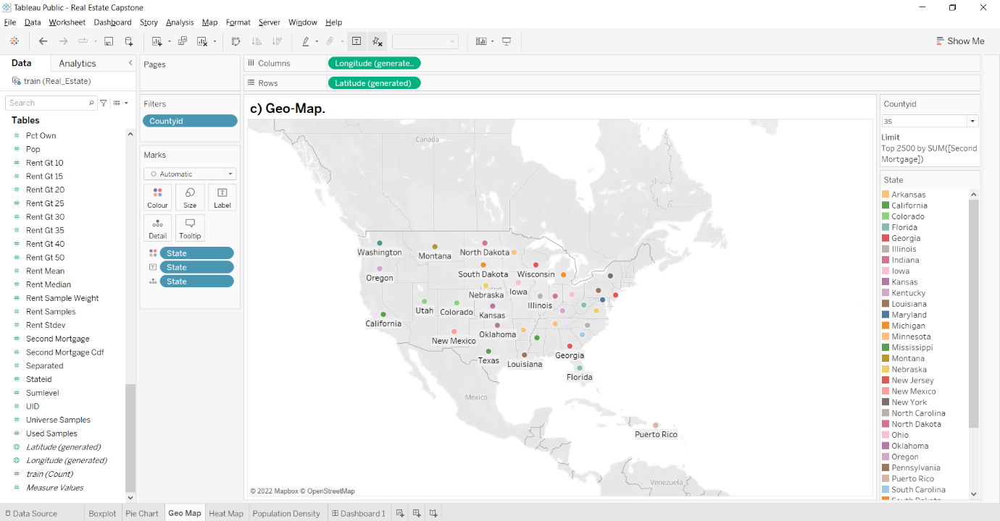 Tableau Public - Real Estate Capstone
File Data Worksheet Dashboard Story Analysis Map Format Server Window Help
Show Me
Data Analytics
train (Real_Estate)
Search
Tables
Pct Own
Pop
Rent Gt 10
Rent Gt 15
Rent Gt 20
Rent Gt 25
Rent Gt 30
Rent Gt 35
Rent Gt 40
Rent Gt 50
Rent Mean
Rent Median
Rent Sample Weight
Rent Samples
Rent Stdev
Second Mortgage
Second Mortgage Cdf
Separated
Stateid
Sumlevel
UID
Universe Samples
Used Samples
Latitude (generated)
Longitude (generated)
train (Count)
Measure Values
Pages
Filters
Countyid
Marks
Automatic
Colour Size Label
Detail Tooltip
State
State
State
Columns Longitude (generate..
Rows Latitude (generated)
c) Geo-Map.
Canada
Washington
Montana
North Dakota
Oregon
South Dakota
Wisconsin
United
Nebraska
Iowa
Utah
Colorado
Kansas
Illinois
California
New Mexico
Oklahoma
Texas
Louisiana
Georgia
Florida
Mexico
Puerto Rico
Venezuela
© 2022 Mapbox © OpenStreetMap
Countyid
35
Limit
Top 2500 by SUM([Second
Mortgage])
State
Arkansas
California
Colorado
Florida
Georgia
Illinois
Indiana
Iowa
Kansas
Kentucky
Louisiana
Maryland
Michigan
Minnesota
Mississippi
Montana
Nebraska
New Jersey
New Mexico
New York
North Carolina
North Dakota
Ohio
Oklahoma
Oregon
Pennsylvania
Puerto Rico
South Carolina
South Dakota
Data Source Boxplot Pie Chart Geo Map Heat Map Population Density Dashboard 1